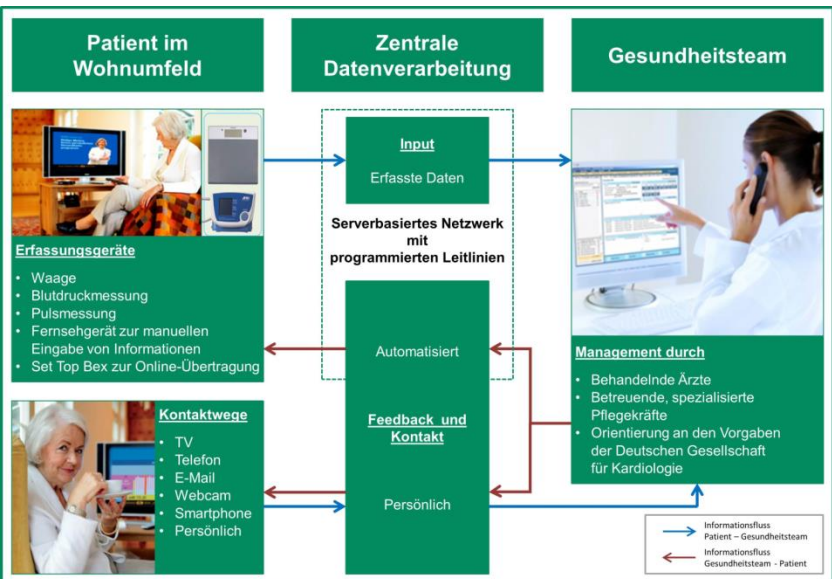 Patient im
Wohnumfeld
Zentrale
Datenverarbeitung
Gesundheitsteam
Erfassungsgeräte
• Waage
• Blutdruckmessung
• Pulsmessung
• Fernsehgerät zur manuellen
Eingabe von Informationen
• Set Top Bex zur Online-Übertragung
Input
Erfasste Daten
Serverbasiertes Netzwerk
mit
programmierten Leitlinien
Automatisiert
Feedback und
Kontakt
Persönlich
Management durch
• Behandelnde Ärzte
• Betreuende, spezialisierte
Pflegekräfte
• Orientierung an den Vorgaben
der Deutschen Gesellschaft
für Kardiologie
Kontaktwege
• TV
• Telefon
• E-Mail
• Webcam
• Smartphone
• Persönlich
Informationsfluss
Patient – Gesundheitsteam
Informationsfluss
Gesundheitsteam - Patient